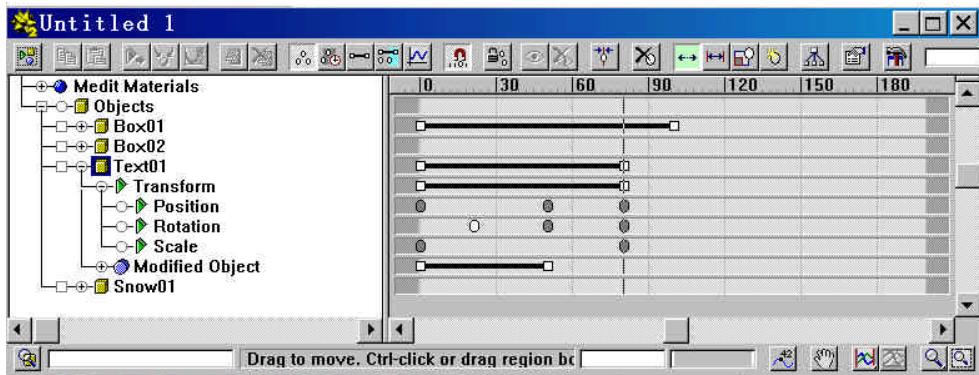 Untitled 1
Medit Materials
Objects
Box01
Box02
Text01
Transform
Position
Rotation
Scale
Modified Object
Snow01
0 30 60 90 120 150 180
Drag to move. Ctrl-click or drag region bo